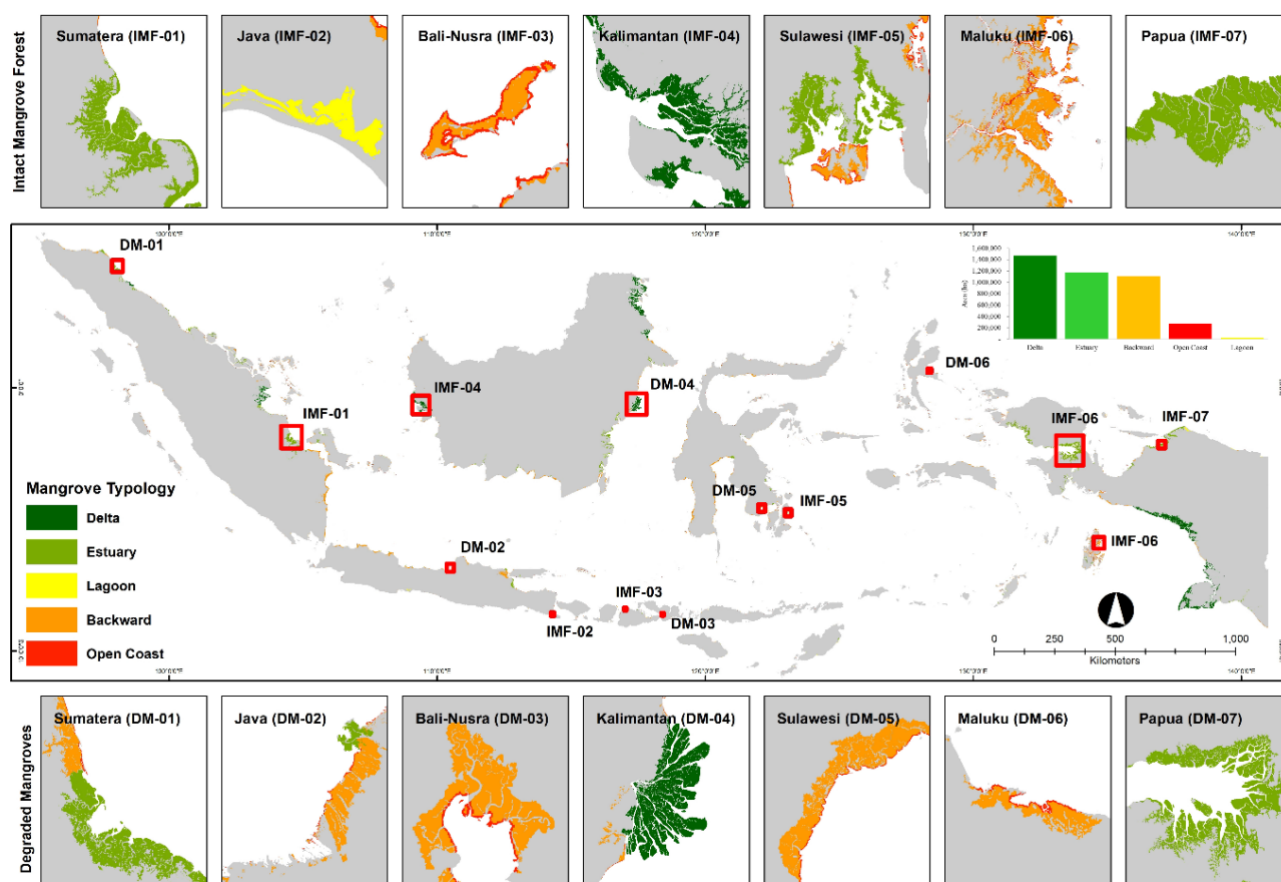 Intact Mangrove Forest
Sumatera (IMF-01)
Java (IMF-02)
Bali-Nusra (IMF-03)
Kalimantan (IMF-04)
Sulawesi (IMF-05)
Maluku (IMF-06)
Papua (IMF-07)
DM-01
IMF-01
IMF-04
DM-04
DM-06
IMF-06
IMF-07
DM-05
IMF-05
IMF-06
DM-02
IMF-03
IMF-02
DM-03
Area (Ha)
1,600,000
1,400,000
1,200,000
1,000,000
800,000
600,000
400,000
200,000
-
Delta
Estuary
Backward
Open Coast
Lagoon
Mangrove Typology
Delta
Estuary
Lagoon
Backward
Open Coast
0 250 500 750 1,000
Kilometers
Degraded Mangroves
Sumatera (DM-01)
Java (DM-02)
Bali-Nusra (DM-03)
Kalimantan (DM-04)
Sulawesi (DM-05)
Maluku (DM-06)
Papua (DM-07)